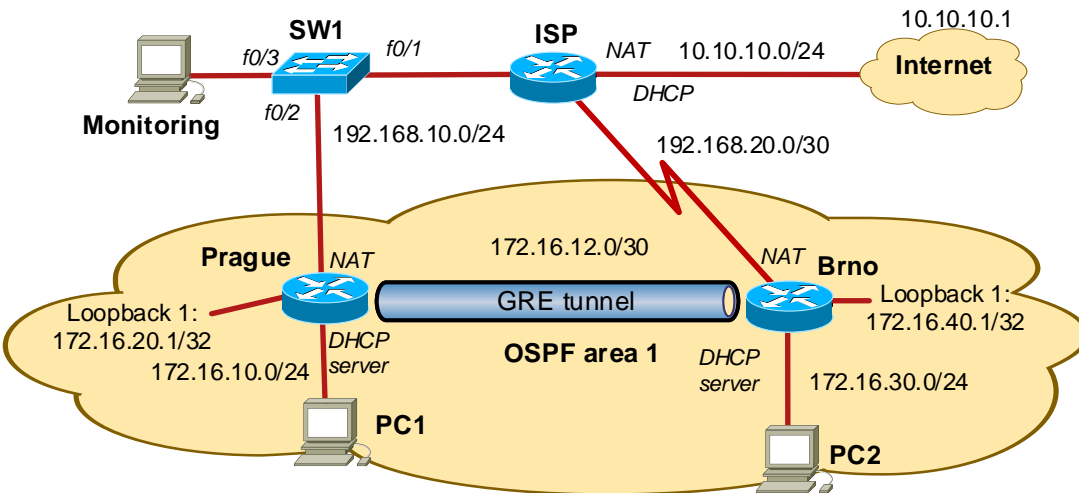 10.10.10.1
SW1
ISP
f0/3
f0/1
NAT
10.10.10.0/24
Internet
DHCP
Monitoring
f0/2
192.168.10.0/24
192.168.20.0/30
172.16.12.0/30
Prague
NAT
NAT
Brno
GRE tunnel
Loopback 1:
172.16.20.1/32
Loopback 1:
172.16.40.1/32
DHCP
server
OSPF area 1
DHCP
server
172.16.10.0/24
172.16.30.0/24
PC1
PC2